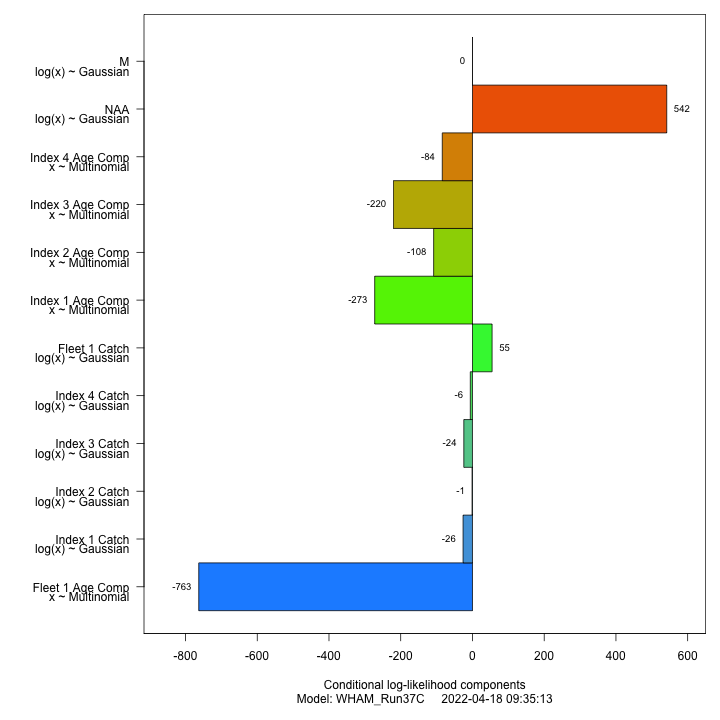 M
log(x) ~ Gaussian
0
NAA
log(x) ~ Gaussian
542
Index 4 Age Comp
x ~ Multinomial
-84
Index 3 Age Comp
x ~ Multinomial
-220
Index 2 Age Comp
x ~ Multinomial
-108
Index 1 Age Comp
x ~ Multinomial
-273
Fleet 1 Catch
log(x) ~ Gaussian
55
Index 4 Catch
log(x) ~ Gaussian
-6
Index 3 Catch
log(x) ~ Gaussian
-24
Index 2 Catch
log(x) ~ Gaussian
-1
Index 1 Catch
log(x) ~ Gaussian
-26
Fleet 1 Age Comp
x ~ Multinomial
-763
-800 -600 -400 -200 0 200 400 600
Conditional log-likelihood components
Model: WHAM_Run37C 2022-04-18 09:35:13